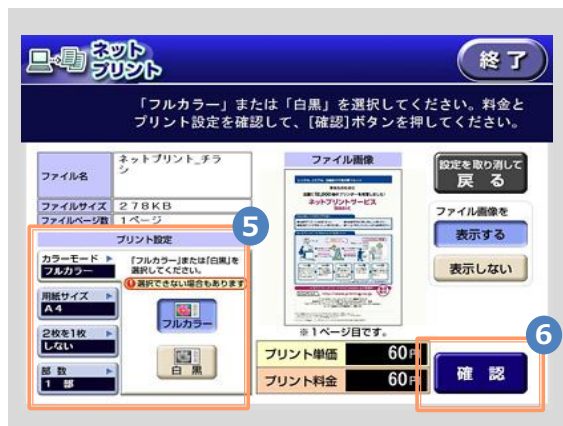 ネット
プリント
終了
「フルカラー」または「白黒」を選択してください。料金と
プリント設定を確認して、[確認]ボタンを押してください。
ファイル名
ネットプリント_チラ
シ
ファイルサイズ
278KB
ファイルページ数
1ページ
ファイル画像
ネットプリントサービス
※1ページ目です。
設定を取り消して
戻る
ファイル画像を
表示する
表示しない
5
プリント設定
カラーモード
フルカラー
「フルカラー」または「白黒」を
選択してください。
選択できない場合もあります
用紙サイズ
A4
フルカラー
2枚を1枚
しない
白黒
部数
1 部
プリント単価
60円
プリント料金
60円
6
確認